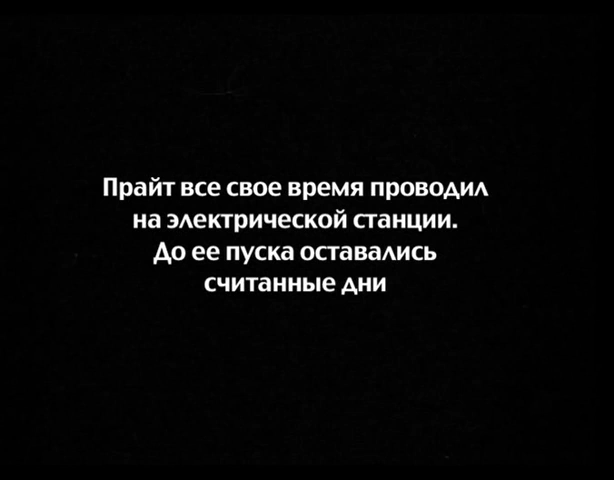 Прайт все свое время проводил
на электрической станции.
До ее пуска оставались
считанные дни